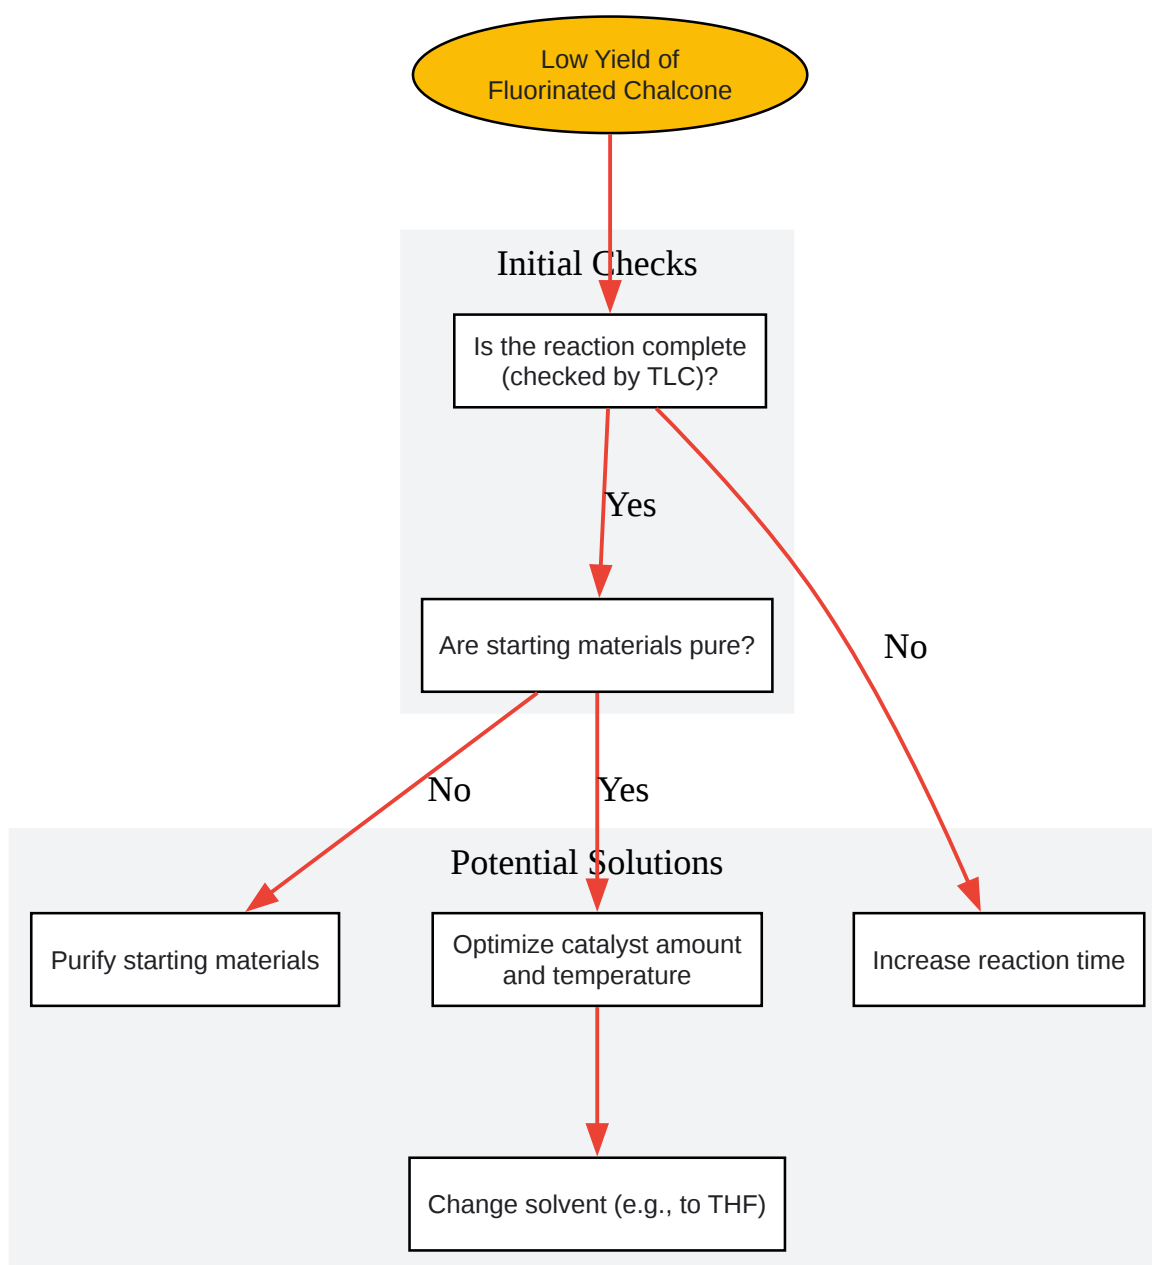 Low Yield of
Fluorinated Chalcone
Initial Checks
Is the reaction complete
(checked by TLC)?
Yes
Are starting materials pure?
No
No
Yes
Potential Solutions
Purify starting materials
Optimize catalyst amount
and temperature
Increase reaction time
Change solvent (e.g., to THF)